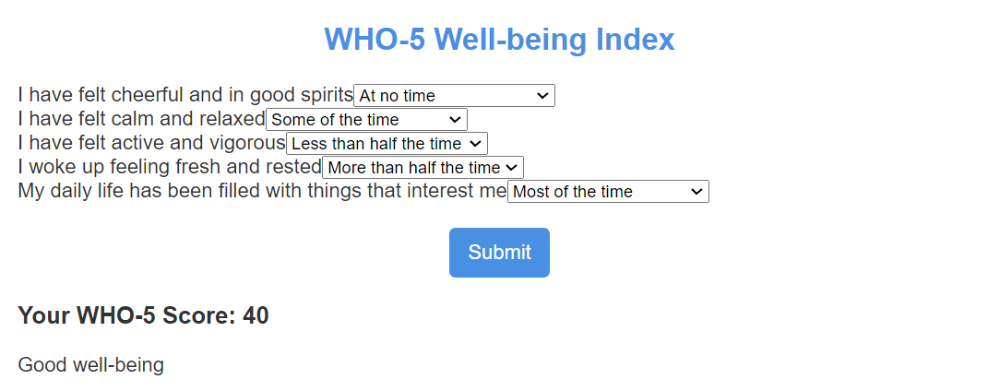 WHO-5 Well-being Index
I have felt cheerful and in good spirits At no time
I have felt calm and relaxed Some of the time
I have felt active and vigorous Less than half the time
I woke up feeling fresh and rested More than half the time
My daily life has been filled with things that interest me Most of the time
Submit
Your WHO-5 Score: 40
Good well-being